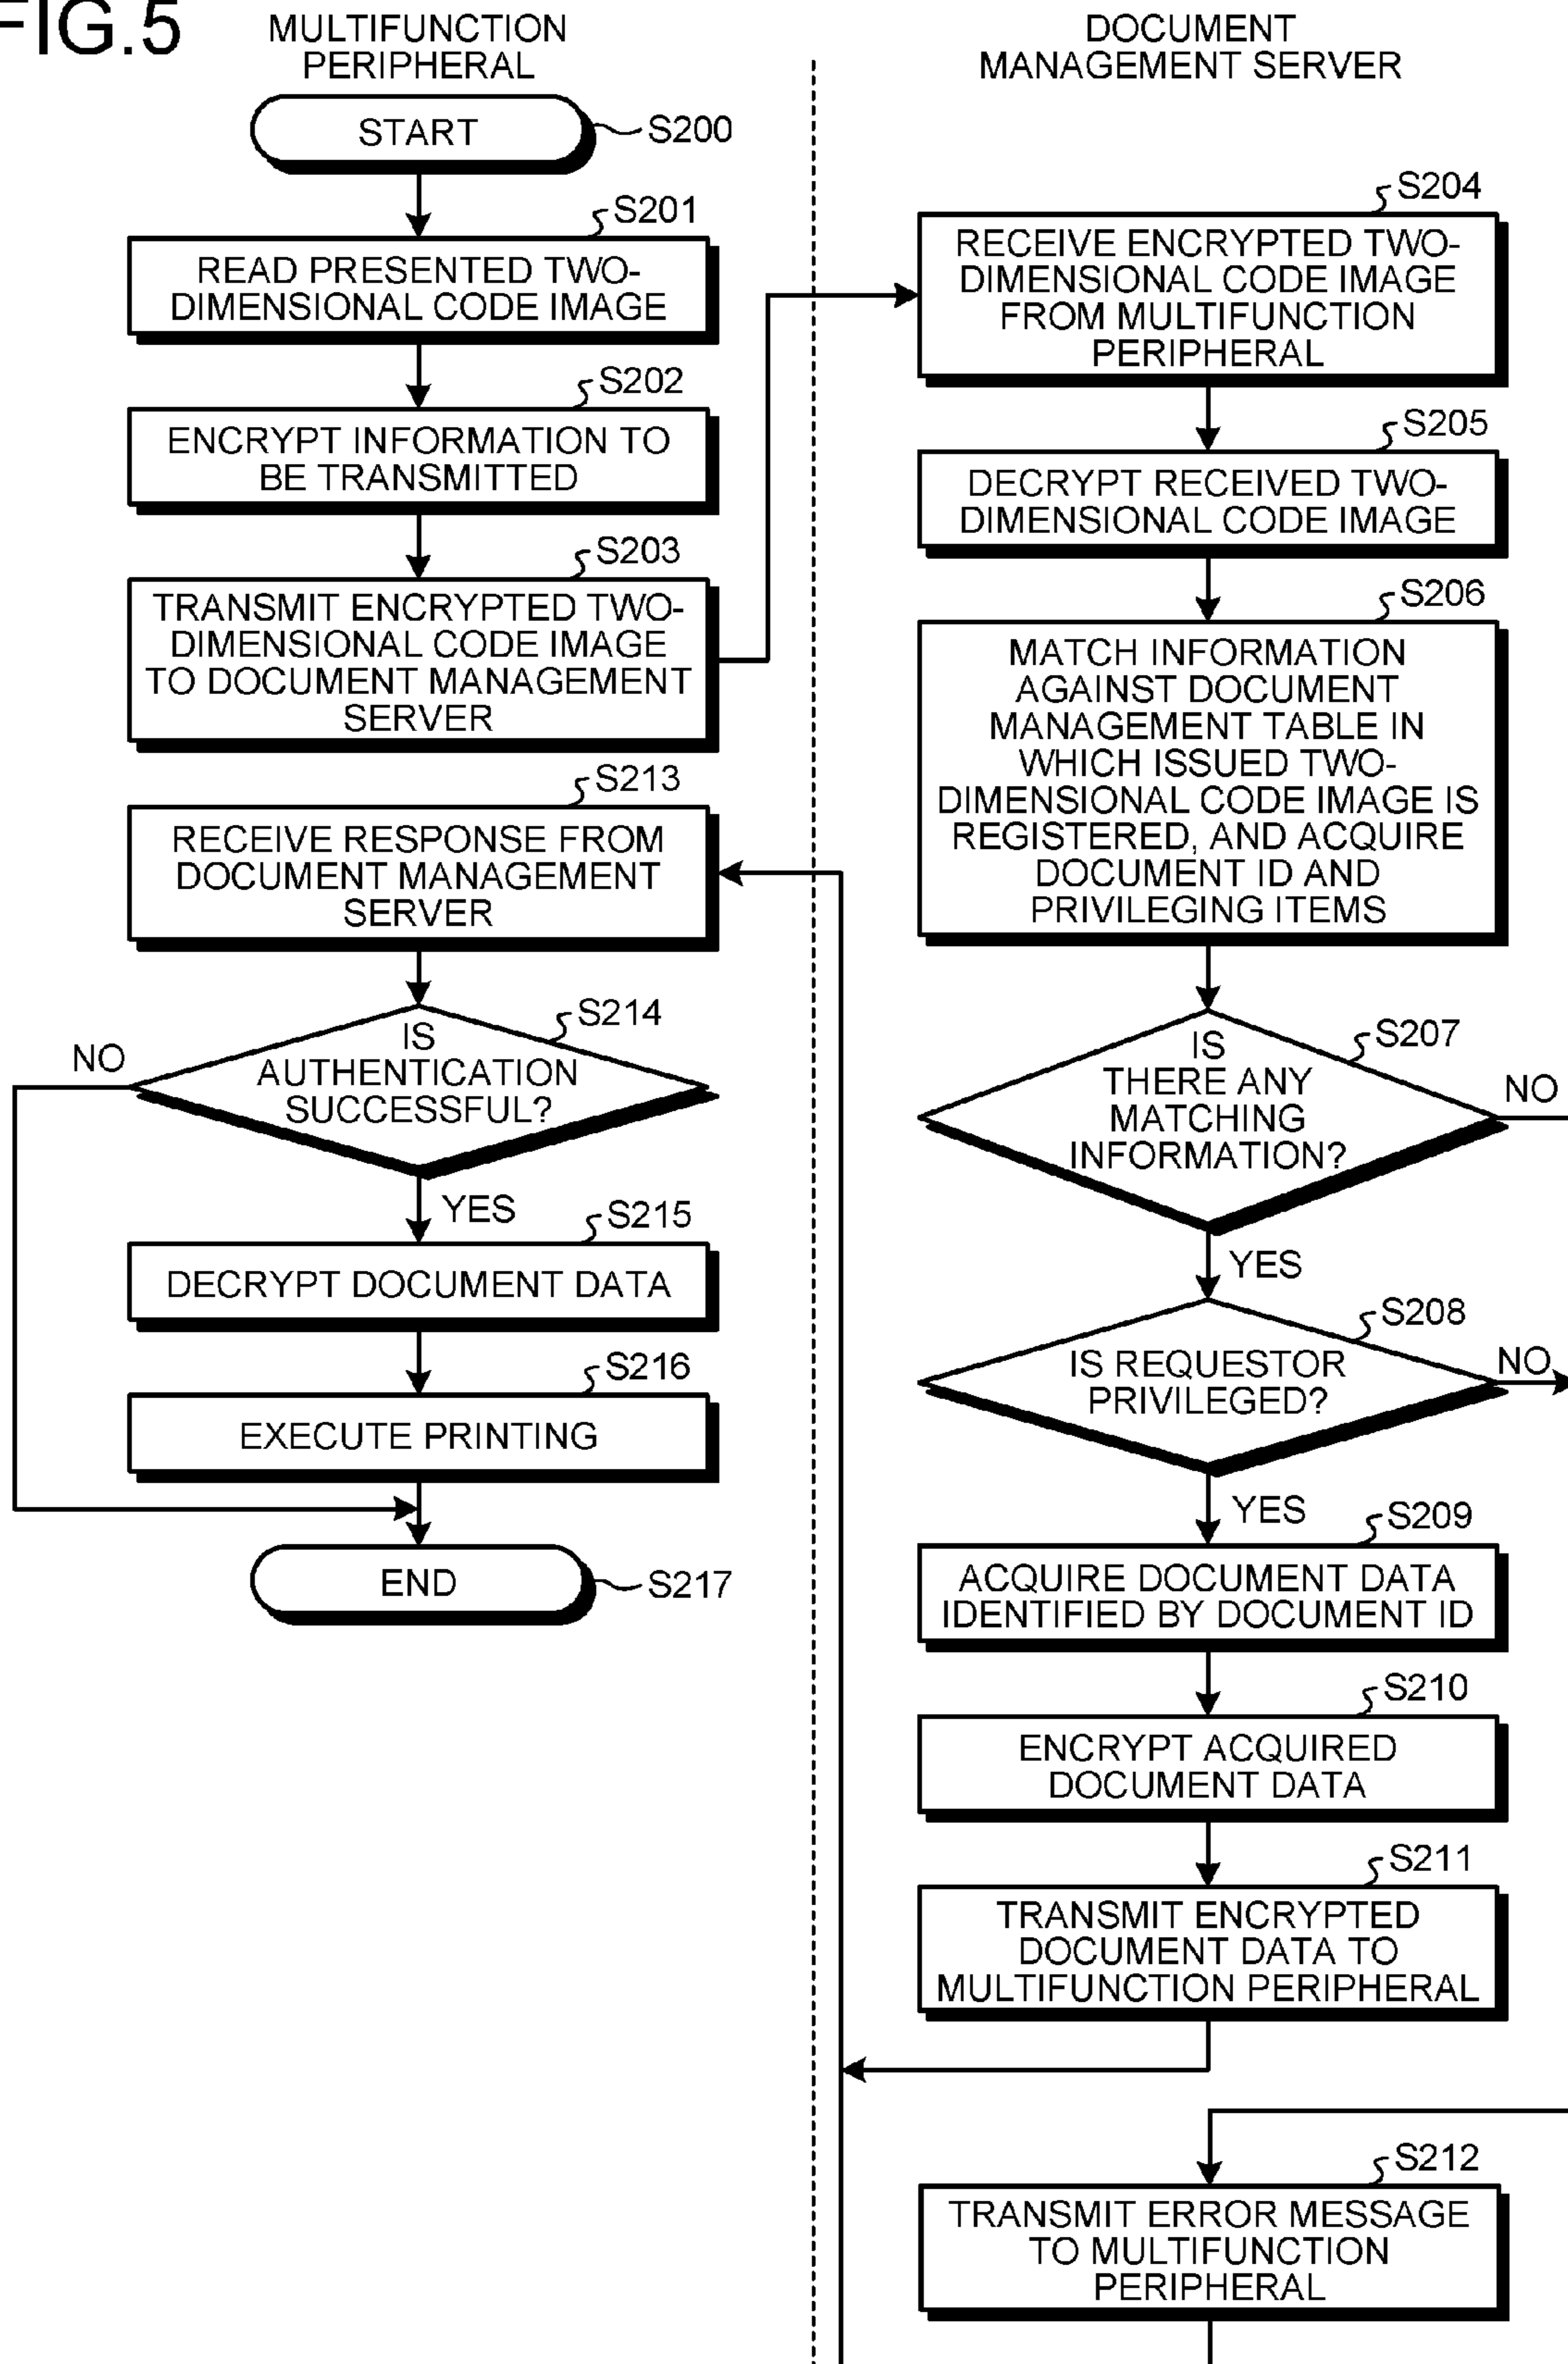 FIG.5
MULTIFUNCTION
PERIPHERAL
START
S200
S201
READ PRESENTED TWO-
DIMENSIONAL CODE IMAGE
S202
ENCRYPT INFORMATION TO
BE TRANSMITTED
S203
TRANSMIT ENCRYPTED TWO-
DIMENSIONAL CODE IMAGE
TO DOCUMENT MANAGEMENT
SERVER
S213
RECEIVE RESPONSE FROM
DOCUMENT MANAGEMENT
SERVER
S214
IS
AUTHENTICATION
SUCCESSFUL?
NO
YES
S215
DECRYPT DOCUMENT DATA
S216
EXECUTE PRINTING
END
S217
DOCUMENT
MANAGEMENT SERVER
S204
RECEIVE ENCRYPTED TWO-
DIMENSIONAL CODE IMAGE
FROM MULTIFUNCTION
PERIPHERAL
S205
DECRYPT RECEIVED TWO-
DIMENSIONAL CODE IMAGE
S206
MATCH INFORMATION
AGAINST DOCUMENT
MANAGEMENT TABLE IN
WHICH ISSUED TWO-
DIMENSIONAL CODE IMAGE IS
REGISTERED, AND ACQUIRE
DOCUMENT ID AND
PRIVILEGING ITEMS
S207
IS
THERE ANY
MATCHING
INFORMATION?
NO
YES
S208
IS REQUESTOR
PRIVILEGED?
NO
YES
S209
ACQUIRE DOCUMENT DATA
IDENTIFIED BY DOCUMENT ID
S210
ENCRYPT ACQUIRED
DOCUMENT DATA
S211
TRANSMIT ENCRYPTED
DOCUMENT DATA TO
MULTIFUNCTION PERIPHERAL
S212
TRANSMIT ERROR MESSAGE
TO MULTIFUNCTION
PERIPHERAL